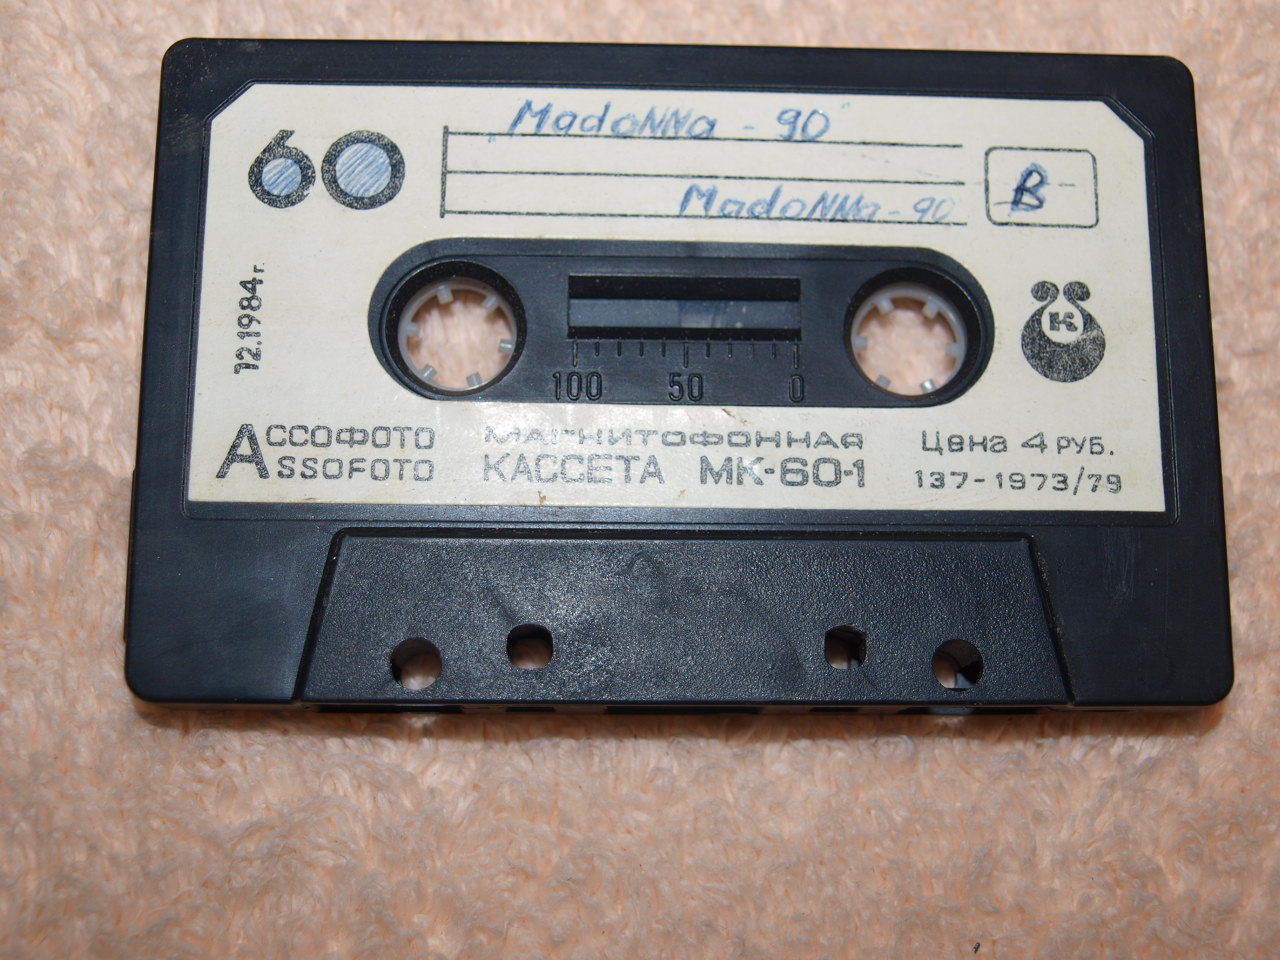 MadoNNa - 90
60
MadoNNa - 90
B
12.1984г.
K
100 50 0
АССОФОТО
ASSOFOTO
МАГНИТОФОННАЯ
КАССЕТА МК-60-1
Цена 4 РУБ.
137-1973/79